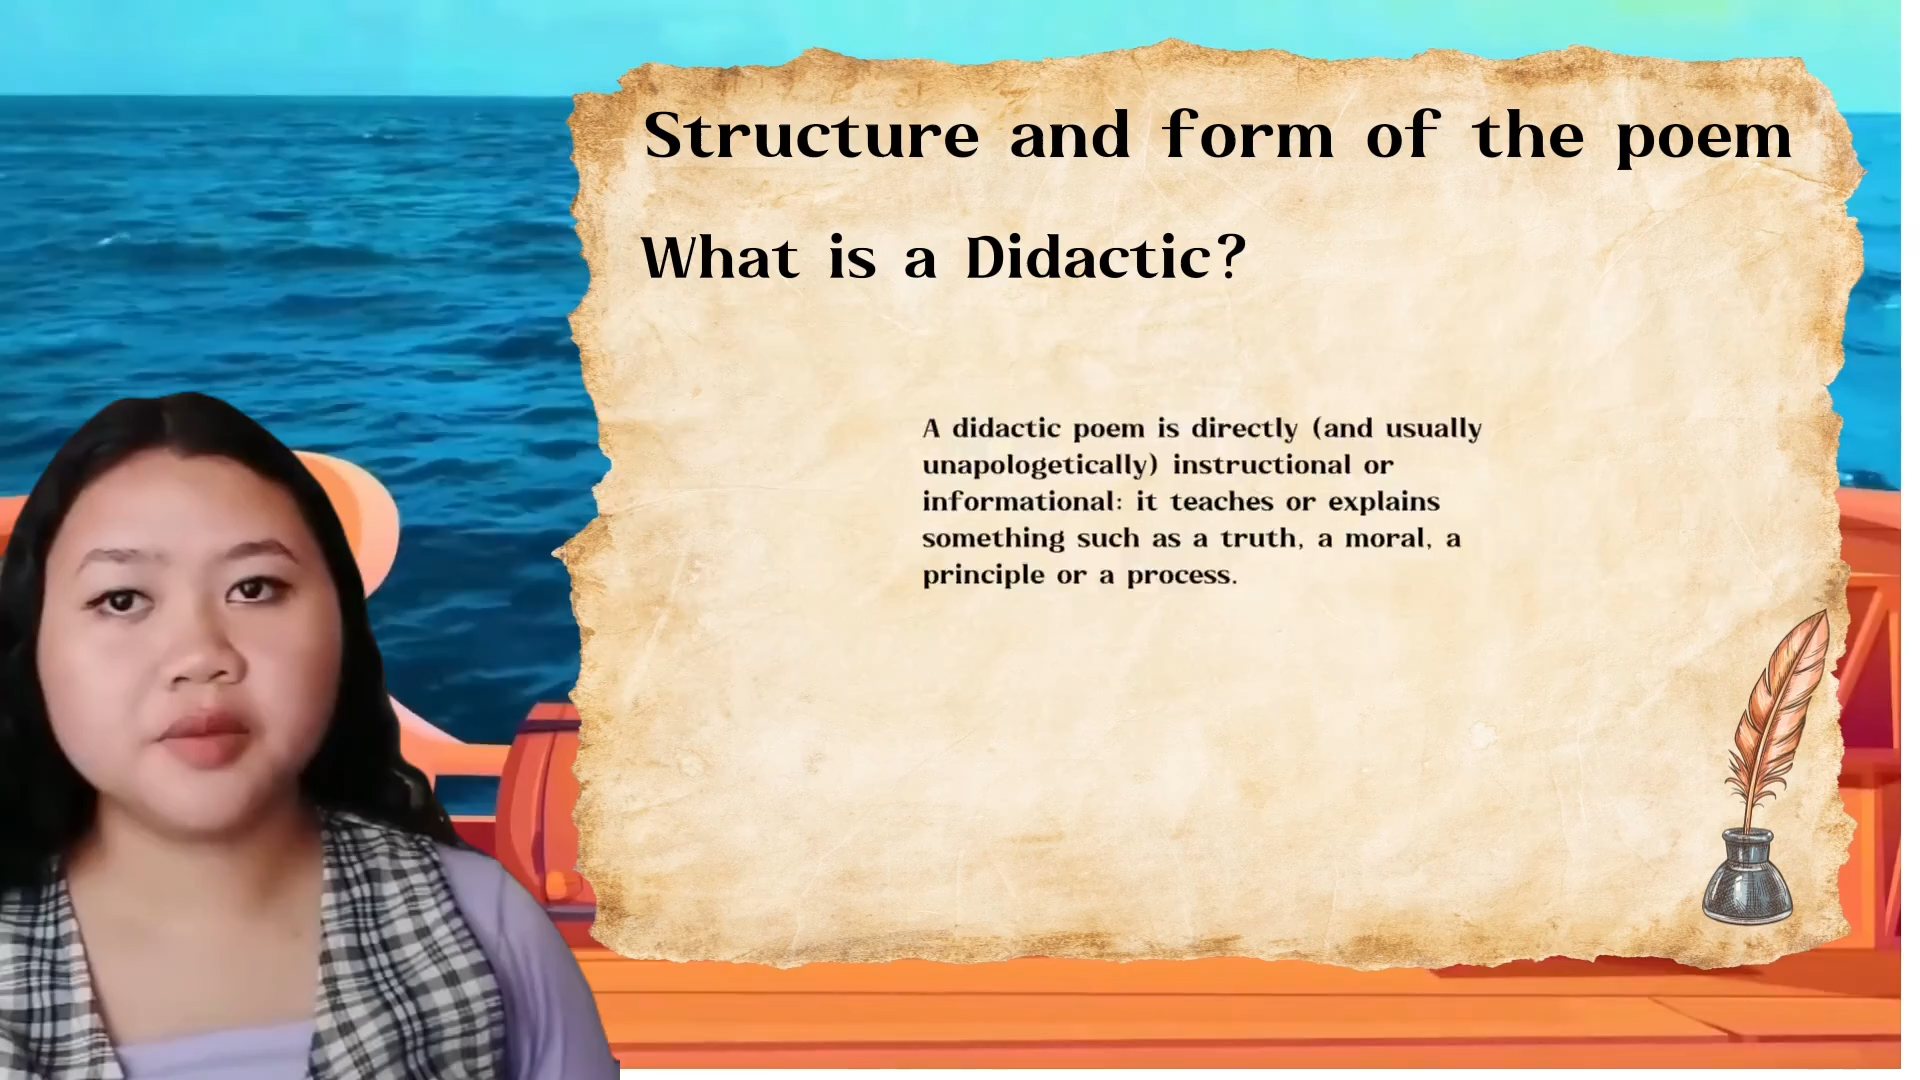 Structure and form of the poem
What is a Didactic?
A didactic poem is directly (and usually
unapologetically) instructional or
informational: it teaches or explains
something such as a truth, a moral, a
principle or a process.